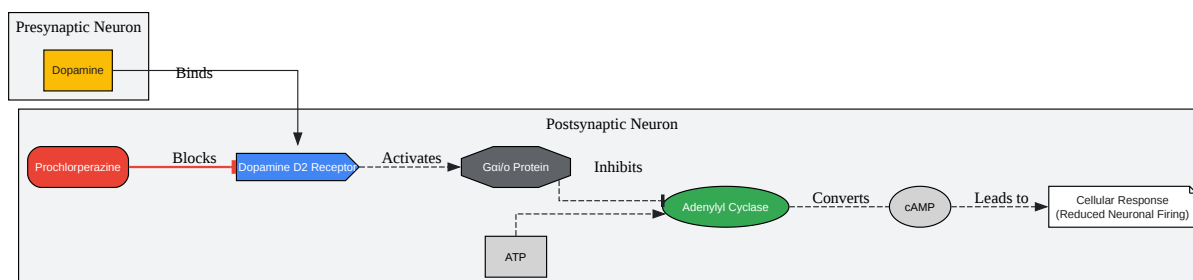 Presynaptic Neuron
Dopamine
Binds
Postsynaptic Neuron
Prochlorperazine
Blocks
Dopamine D2 Receptor
Activates
Gαi/o Protein
Inhibits
Adenylyl Cyclase
Converts
cAMP
Leads to
Cellular Response
(Reduced Neuronal Firing)
ATP